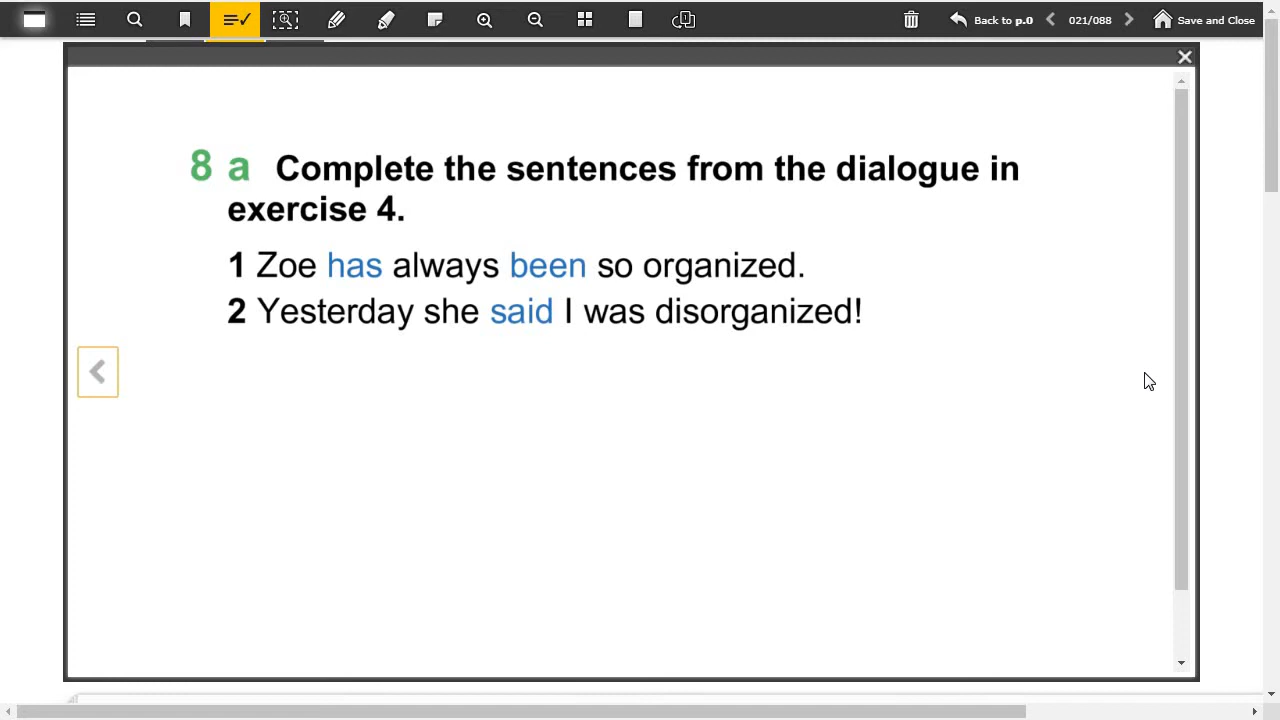 Back to p.0
021/088
Save and Close
8 a Complete the sentences from the dialogue in
exercise 4.
1 Zoe has always been so organized.
2 Yesterday she said I was disorganized!